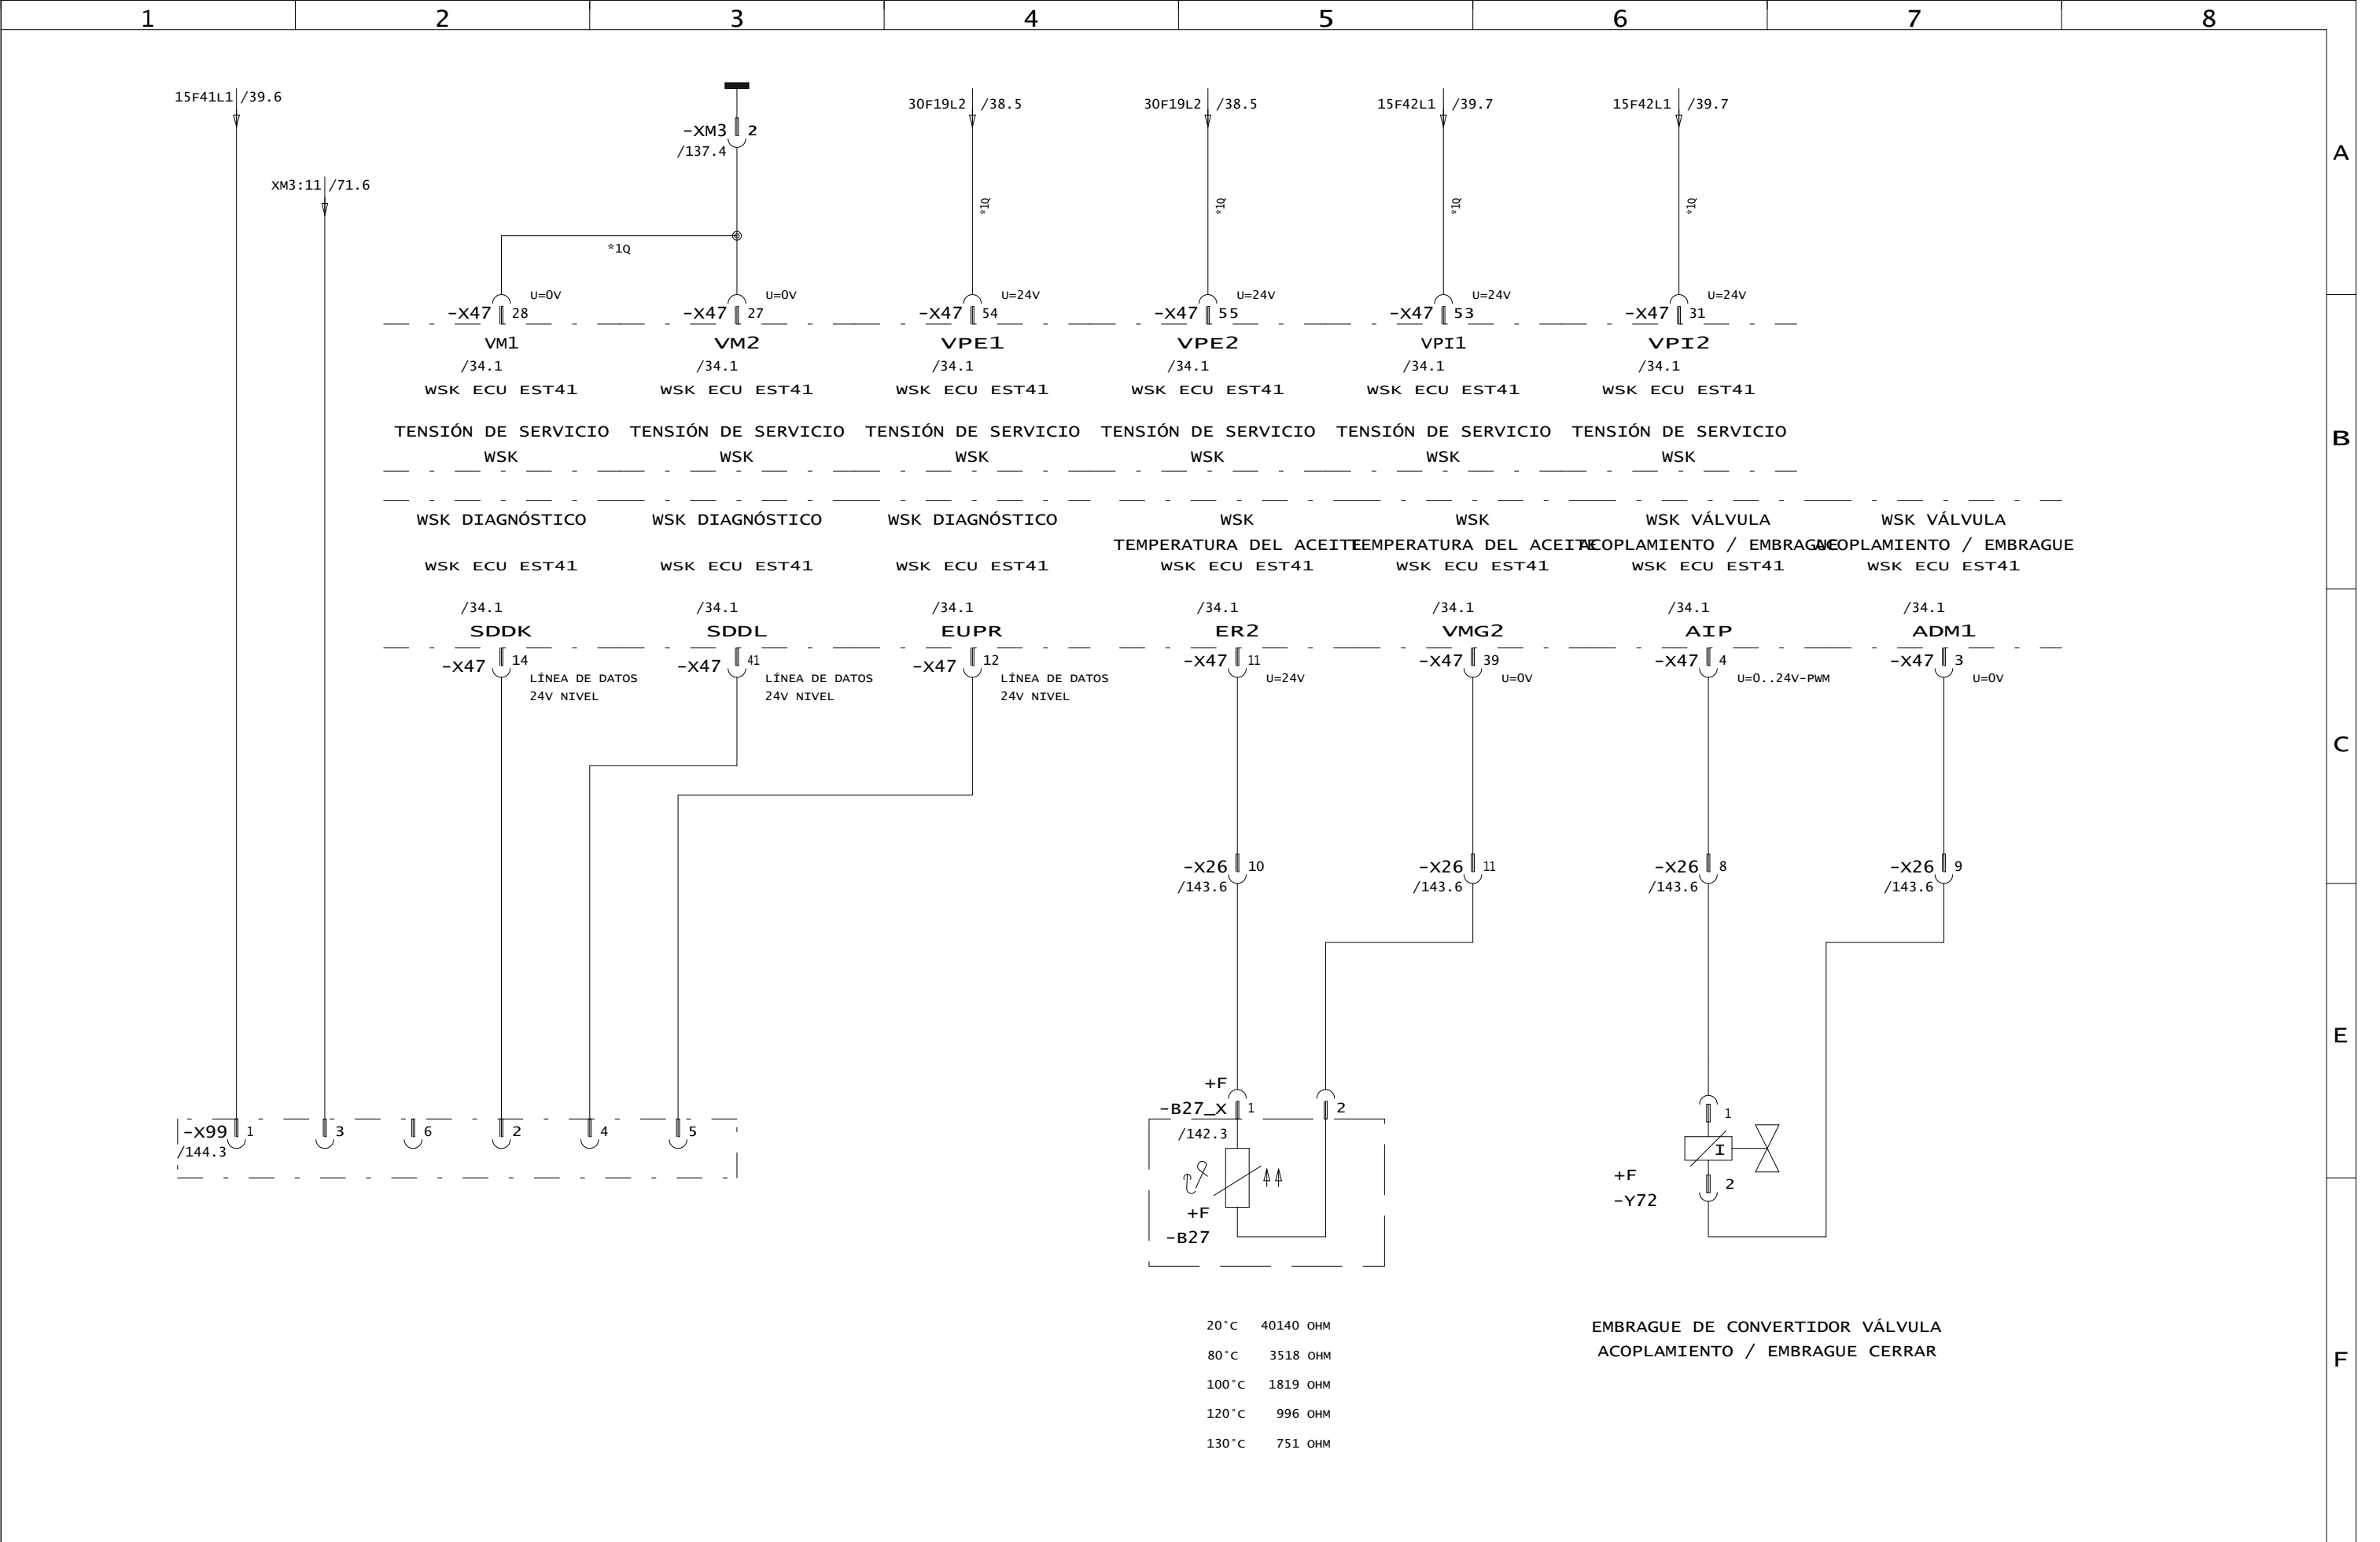 1 2 3 4 5 6 7 8
15F41L1 /39.6
30F19L2 /38.5
30F19L2 /38.5
15F42L1 /39.7
15F42L1 /39.7
-XM3 2
/137.4
A
XM3:11 /71.6
*1Q
*1Q
*1Q
*1Q
*1Q
U=0V
U=0V
U=24V
U=24V
U=24V
U=24V
-X47 28
-X47 27
-X47 54
-X47 55
-X47 53
-X47 31
VM1 VM2 VPE1 VPE2 VPI1 VPI2
/34.1 /34.1 /34.1 /34.1 /34.1 /34.1
WSK ECU EST41 WSK ECU EST41 WSK ECU EST41 WSK ECU EST41 WSK ECU EST41 WSK ECU EST41
TENSIÓN DE SERVICIO TENSIÓN DE SERVICIO TENSIÓN DE SERVICIO TENSIÓN DE SERVICIO TENSIÓN DE SERVICIO TENSIÓN DE SERVICIO
B
WSK WSK WSK WSK WSK WSK
WSK DIAGNÓSTICO WSK DIAGNÓSTICO WSK DIAGNÓSTICO WSK WSK WSK VÁLVULA WSK VÁLVULA
TEMPERATURA DEL ACEITE TEMPERATURA DEL ACEITE ACOPLAMIENTO / EMBRAGUE ACOPLAMIENTO / EMBRAGUE
WSK ECU EST41 WSK ECU EST41 WSK ECU EST41 WSK ECU EST41 WSK ECU EST41 WSK ECU EST41 WSK ECU EST41
/34.1 /34.1 /34.1 /34.1 /34.1 /34.1 /34.1
SDDK SDDL EUPR ER2 VMG2 AIP ADM1
-X47 14
-X47 41
-X47 12
-X47 11
-X47 39
-X47 4
-X47 3
LÍNEA DE DATOS LÍNEA DE DATOS LÍNEA DE DATOS U=24V U=0V U=0..24V-PWM U=0V
24V NIVEL 24V NIVEL 24V NIVEL
C
-X26 10
-X26 11
-X26 8
-X26 9
/143.6 /143.6 /143.6 /143.6
E
+F
-B27_X 1 2
/142.3
1
-X99 1 3 6 2 4 5
/144.3
I
+F
2
-Y72
+F
-B27
20°C 40140 OHM
80°C 3518 OHM
100°C 1819 OHM
120°C 996 OHM
130°C 751 OHM
EMBRAGUE DE CONVERTIDOR VÁLVULA
ACOPLAMIENTO / EMBRAGUE CERRAR
F